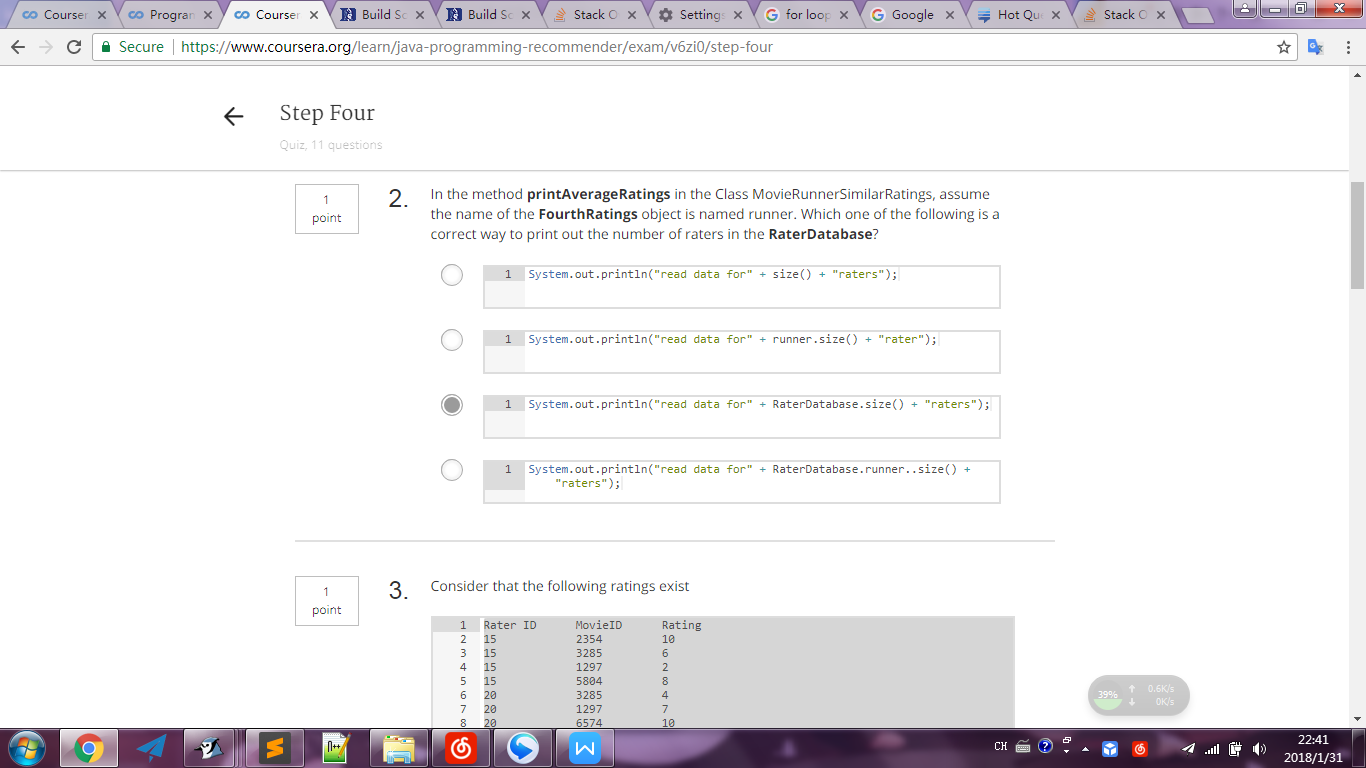 Courser
Program
Courser
Build Sc
Build Sc
Stack O
Settings
for loop
Google
Hot Qu
Stack O
Secure https://www.coursera.org/learn/java-programming-recommender/exam/v6zi0/step-four
Step Four
Quiz, 11 questions
1
point
2.
In the method printAverageRatings in the Class MovieRunnerSimilarRatings, assume
the name of the FourthRatings object is named runner. Which one of the following is a
correct way to print out the number of raters in the RaterDatabase?
1 System.out.println("read data for" + size() + "raters");
1 System.out.println("read data for" + runner.size() + "rater");
1 System.out.println("read data for" + RaterDatabase.size() + "raters");
1 System.out.println("read data for" + RaterDatabase.runner..size() +
"raters");
1
point
3.
Consider that the following ratings exist
1 Rater ID MovieID Rating
2 15 2354 10
3 15 3285 6
4 15 1297 2
5 15 5804 8
6 20 3285 4
7 20 1297 7
8 20 6574 10
39%
0.6K/s
0K/s
CH
22:41
2018/1/31